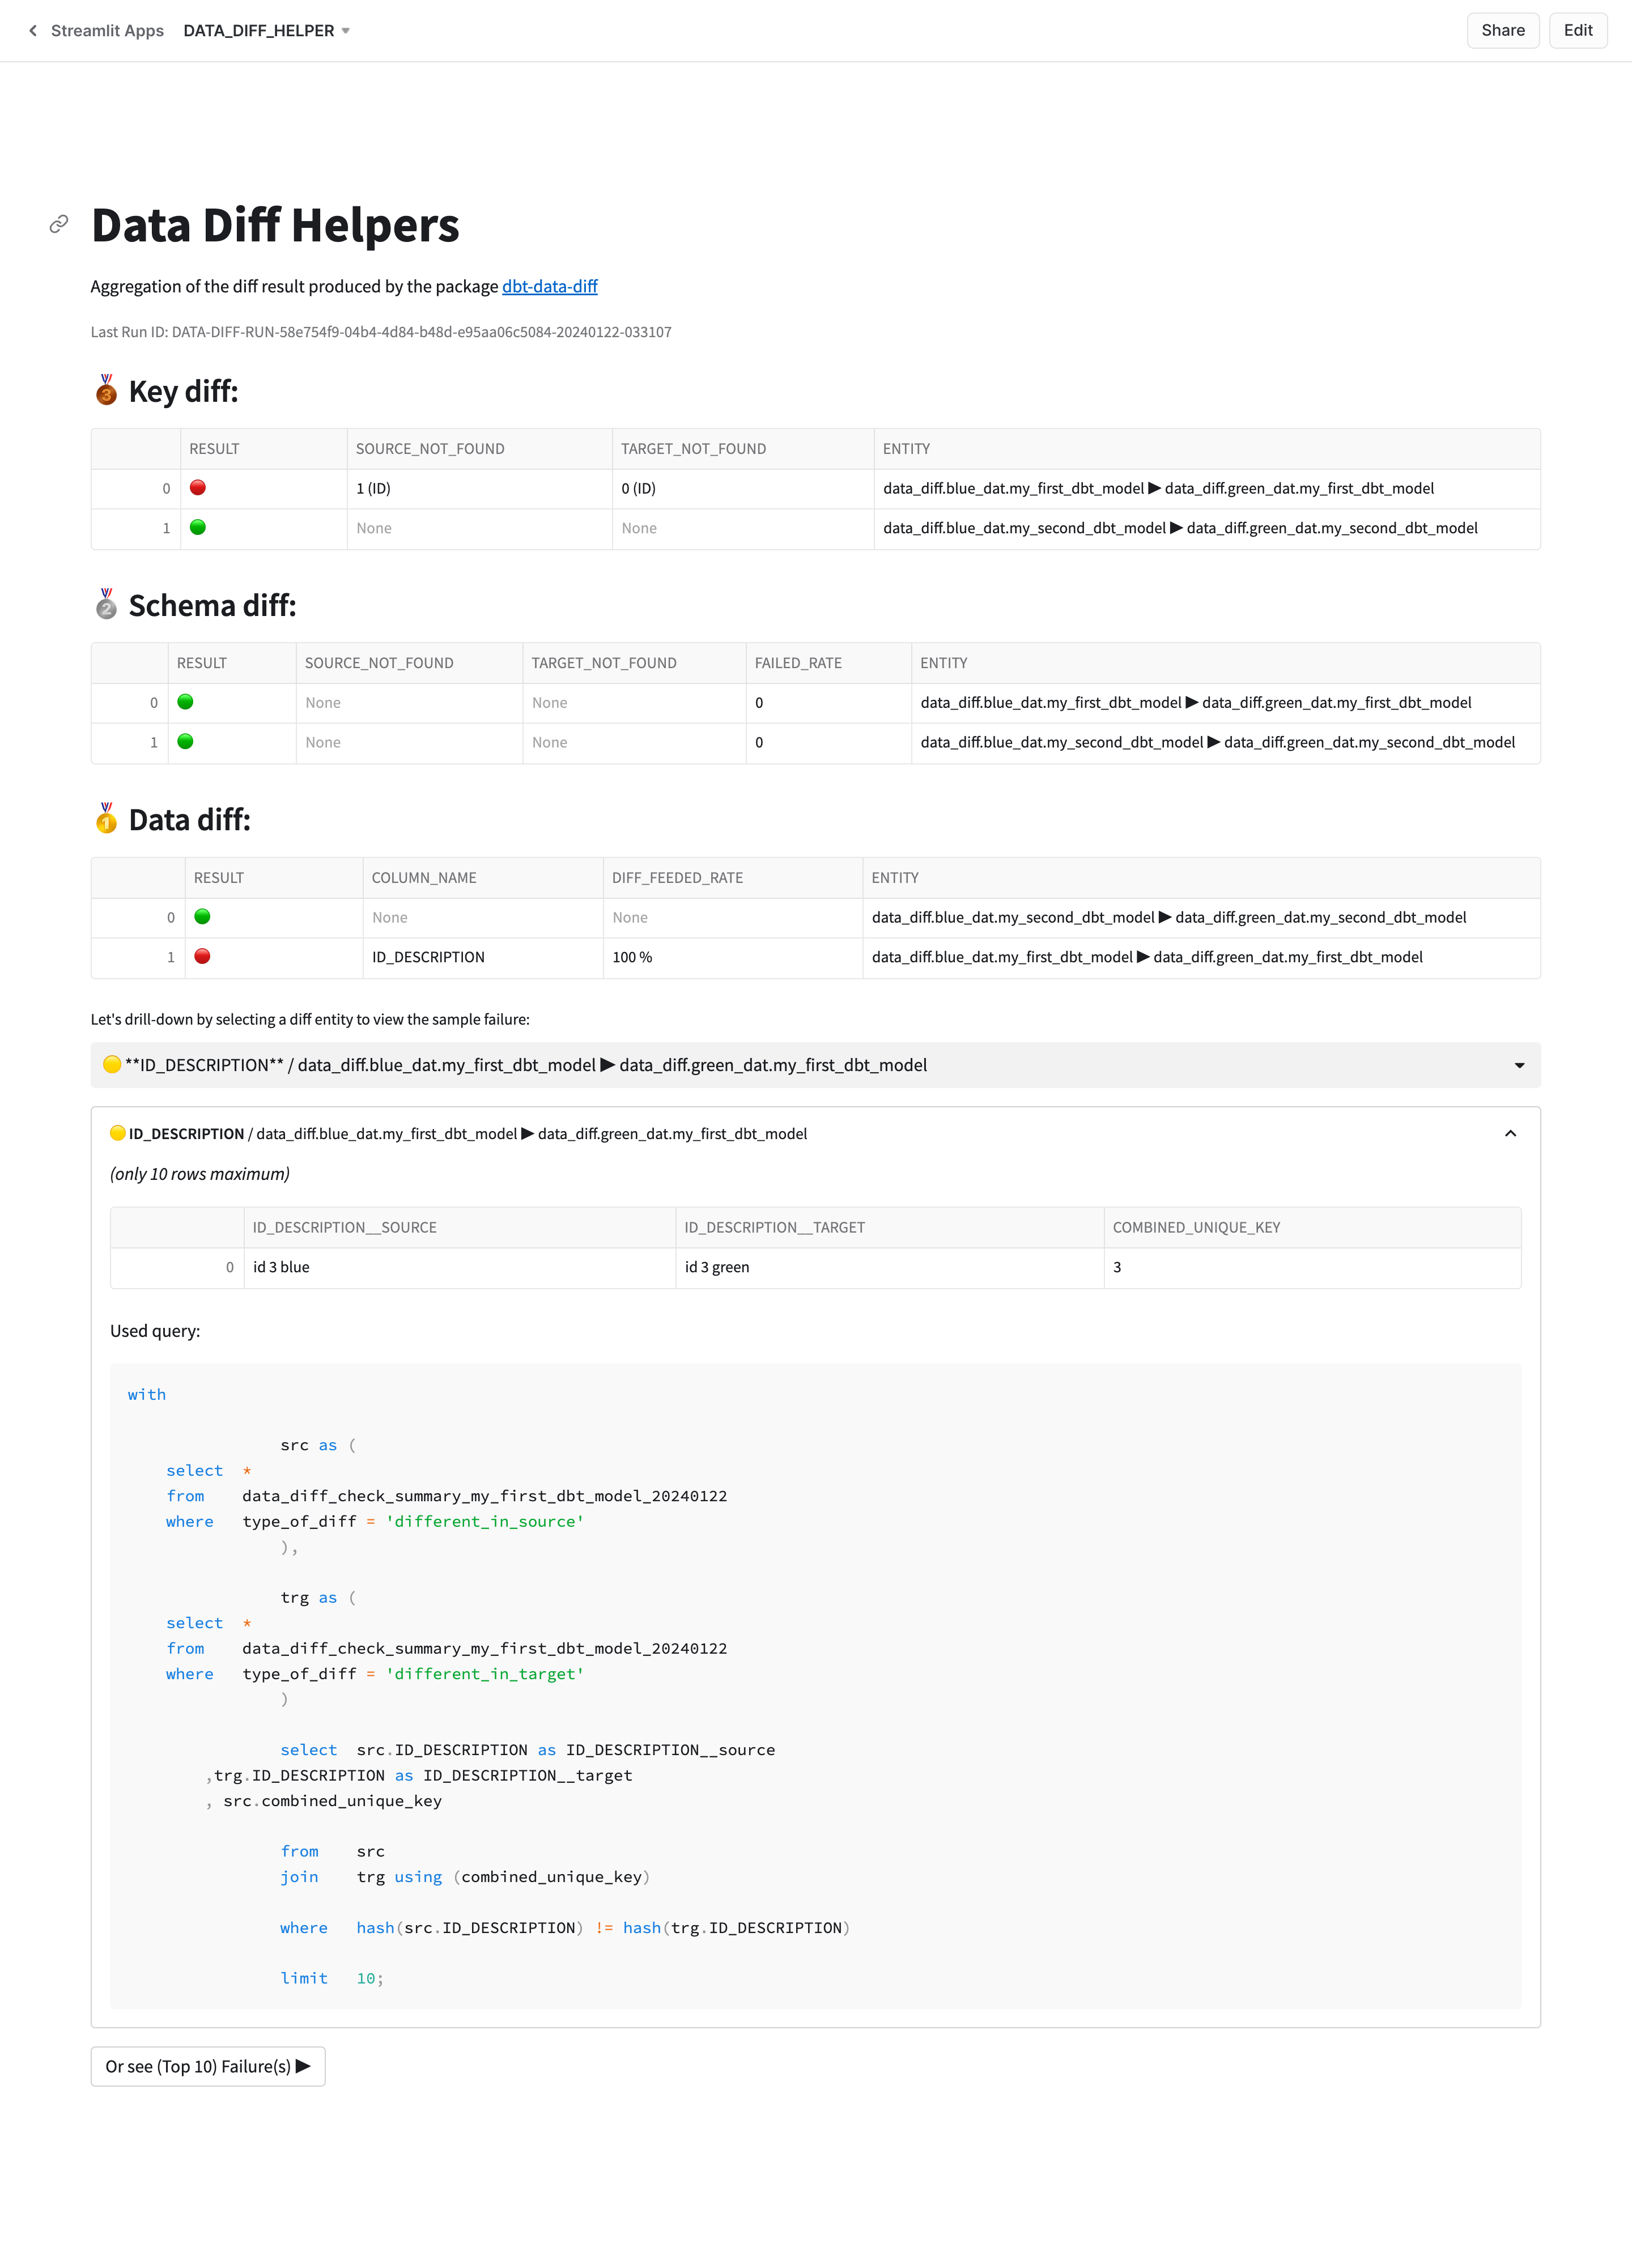 Streamlit Apps DATA_DIFF_HELPER Share Edit
Data Diff Helpers
Aggregation of the diff result produced by the package dbt-data-diff
Last Run ID: DATA-DIFF-RUN-58e754f9-04b4-4d84-b48d-e95aa06c5084-20240122-033107
3 Key diff:
RESULT SOURCE_NOT_FOUND TARGET_NOT_FOUND ENTITY
0 1 (ID) 0 (ID) data_diff.blue_dat.my_first_dbt_model ▶ data_diff.green_dat.my_first_dbt_model
1 None None data_diff.blue_dat.my_second_dbt_model ▶ data_diff.green_dat.my_second_dbt_model
2 Schema diff:
RESULT SOURCE_NOT_FOUND TARGET_NOT_FOUND FAILED_RATE ENTITY
0 None None 0 data_diff.blue_dat.my_first_dbt_model ▶ data_diff.green_dat.my_first_dbt_model
1 None None 0 data_diff.blue_dat.my_second_dbt_model ▶ data_diff.green_dat.my_second_dbt_model
1 Data diff:
RESULT COLUMN_NAME DIFF_FEEDED_RATE ENTITY
0 None None data_diff.blue_dat.my_second_dbt_model ▶ data_diff.green_dat.my_second_dbt_model
1 ID_DESCRIPTION 100 % data_diff.blue_dat.my_first_dbt_model ▶ data_diff.green_dat.my_first_dbt_model
Let's drill-down by selecting a diff entity to view the sample failure:
**ID_DESCRIPTION** / data_diff.blue_dat.my_first_dbt_model ▶ data_diff.green_dat.my_first_dbt_model
ID_DESCRIPTION / data_diff.blue_dat.my_first_dbt_model ▶ data_diff.green_dat.my_first_dbt_model
(only 10 rows maximum)
ID_DESCRIPTION__SOURCE ID_DESCRIPTION__TARGET COMBINED_UNIQUE_KEY
0 id 3 blue id 3 green 3
Used query:
with
src as (
select *
from data_diff_check_summary_my_first_dbt_model_20240122
where type_of_diff = 'different_in_source'
),
trg as (
select *
from data_diff_check_summary_my_first_dbt_model_20240122
where type_of_diff = 'different_in_target'
)
select src.ID_DESCRIPTION as ID_DESCRIPTION__source
,trg.ID_DESCRIPTION as ID_DESCRIPTION__target
, src.combined_unique_key
from src
join trg using (combined_unique_key)
where hash(src.ID_DESCRIPTION) != hash(trg.ID_DESCRIPTION)
limit 10;
Or see (Top 10) Failure(s) ▶